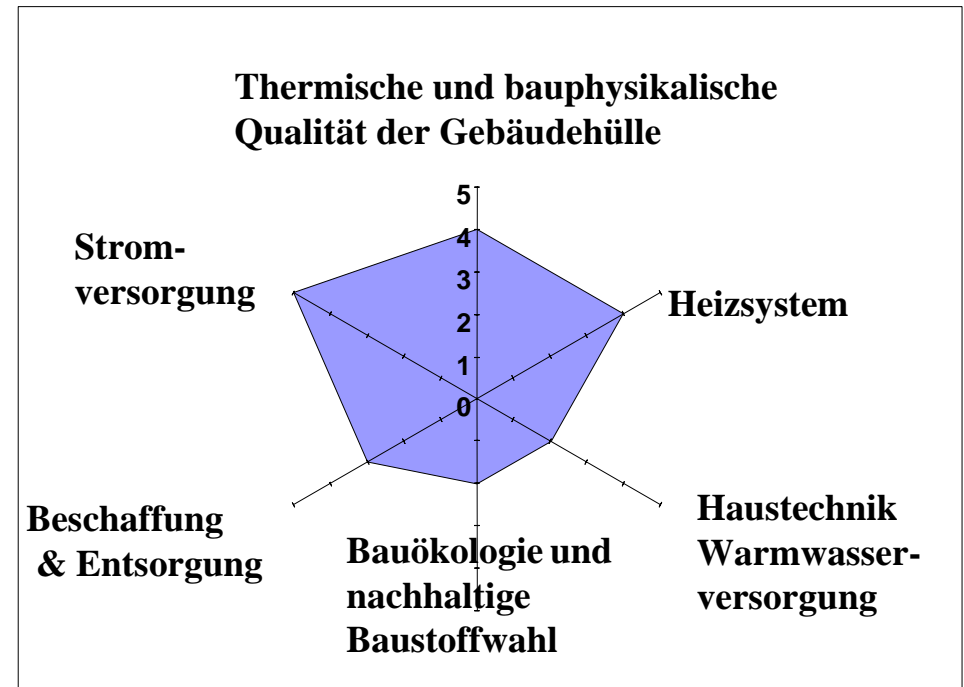 Thermische und bauphysikalische
Qualität der Gebäudehülle
5
4
3
2
1
0
Strom-
versorgung
Heizsystem
Beschaffung
& Entsorgung
Bauökologie und
nachhaltige
Baustoffwahl
Haustechnik
Warmwasser-
versorgung